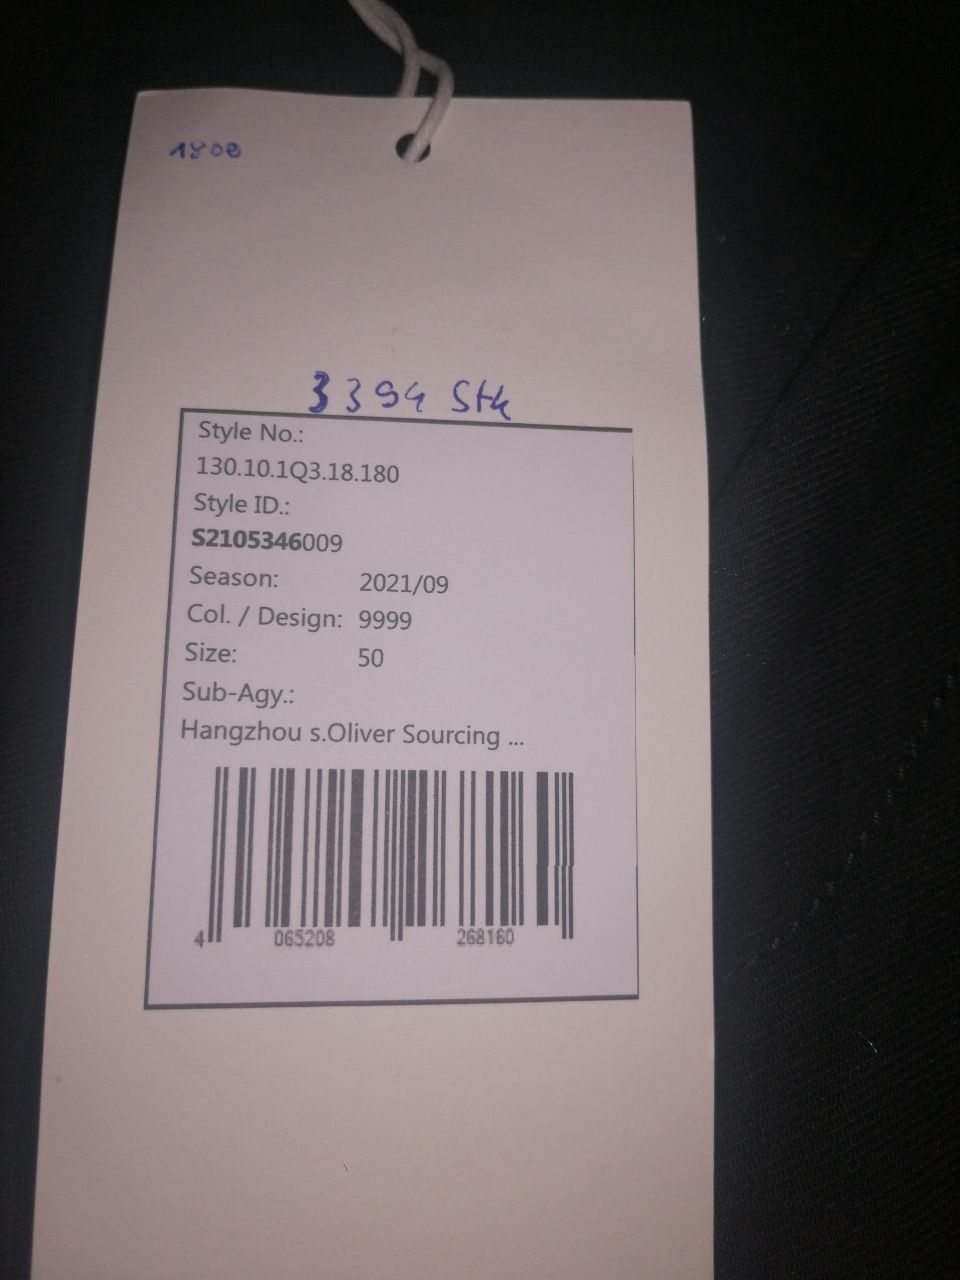 1800
3394 Stk
Style No.:
130.10.1Q3.18.180
Style ID.:
S2105346009
Season: 2021/09
Col. / Design: 9999
Size: 50
Sub-Agy.:
Hangzhou s.Oliver Sourcing ...
4 065208 268160